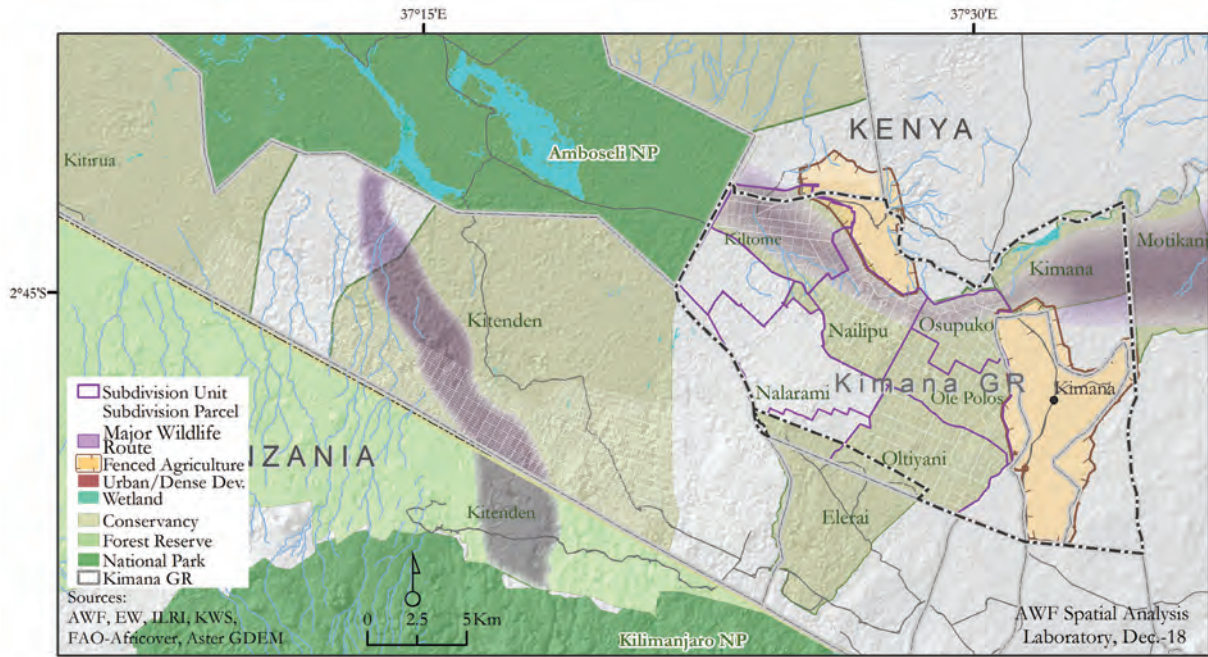 37°15'E
37°30'E
KENYA
Amboseli NP
Kitirua
Kiltome
Motikani
Kimana
2°45'S
Kitenden
Nailipu
Osupuko
Kimana GR
Kimana
Nalarami
Ole Polos
Oltiyani
Kitenden
Elerai
NZANIA
Subdivision Unit
Subdivision Parcel
Major Wildlife
Route
Fenced Agriculture
Urban/Dense Dev.
Wetland
Conservancy
Forest Reserve
National Park
Kimana GR
Sources:
AWF, EW, ILRI, KWS,
FAO-Africover, Aster GDEM
0 2.5 5 Km
Kilimanjaro NP
AWF Spatial Analysis
Laboratory, Dec.-18